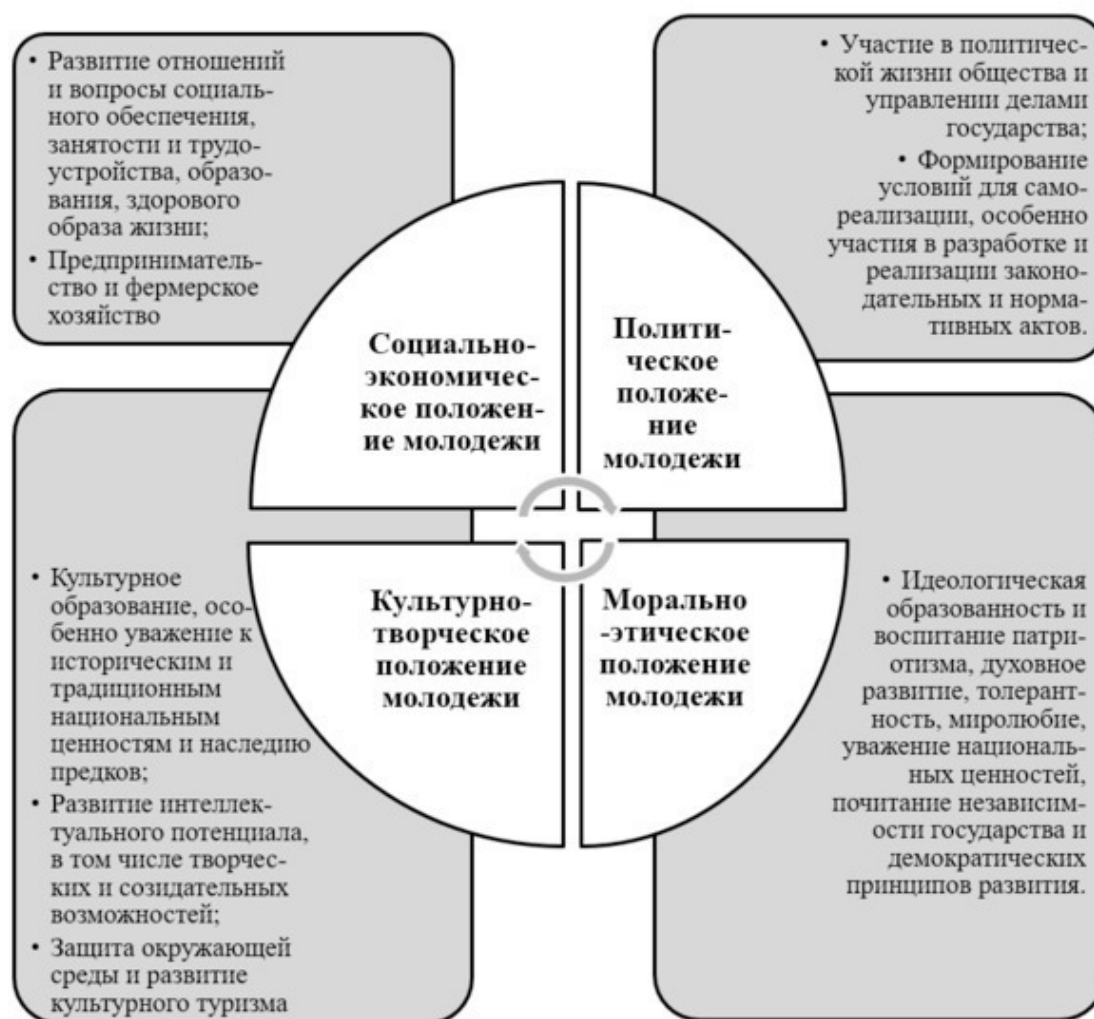 • Развитие отношений
и вопросы социаль-
ного обеспечения,
занятости и трудо-
устройства, образо-
вания, здорового
образа жизни;
• Предприниматель-
ство и фермерское
хозяйство
• Участие в политичес-
кой жизни общества и
управлении делами
государства;
• Формирование
условий для само-
реализации, особенно
участия в разработке и
реализации законо-
дательных и норма-
тивных актов.
Социально-
экономичес-
кое положен-
ие молодежи
Полити-
ческое
положе-
ние
молодежи
Культурно-
творческое
положение
молодежи
Морально
-этическое
положение
молодежи
• Культурное
образование, осо-
бенно уважение к
историческим и
традиционным
национальным
ценностям и наследию
предков;
• Развитие интеллек-
туального потенциала,
в том числе творчес-
ких и созидательных
возможностей;
• Защита окружающей
среды и развитие
культурного туризма
• Идеологическая
образованность и
воспитание патри-
отизма, духовное
развитие, толерант-
ность, миролюбие,
уважение националь-
ных ценностей,
почитание независим-
ости государства и
демократических
принципов развития.